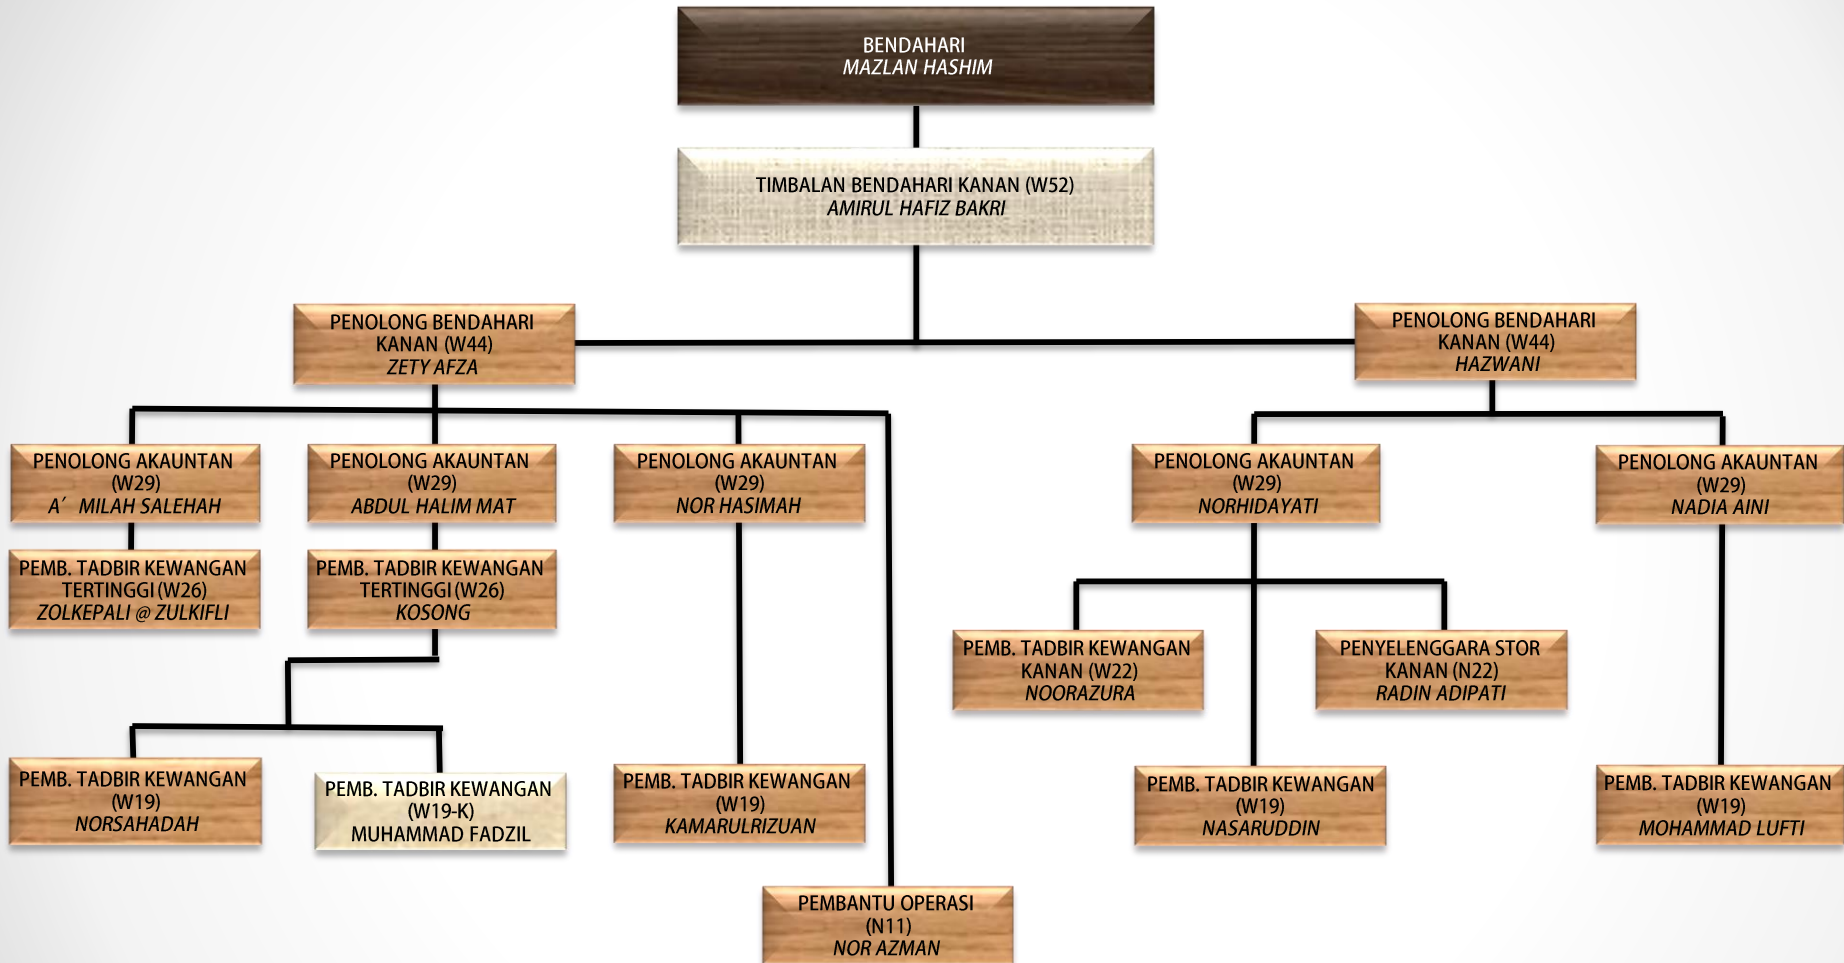 BENDAHARI
MAZLAN HASHIM
TIMBALAN BENDAHARI KANAN (W52)
AMIRUL HAFIZ BAKRI
PENOLONG BENDAHARI
KANAN (W44)
ZETY AFZA
PENOLONG BENDAHARI
KANAN (W44)
HAZWANI
PENOLONG AKAUNTAN
(W29)
A′ MILAH SALEHAH
PENOLONG AKAUNTAN
(W29)
ABDUL HALIM MAT
PENOLONG AKAUNTAN
(W29)
NOR HASIMAH
PENOLONG AKAUNTAN
(W29)
NORHIDAYATI
PENOLONG AKAUNTAN
(W29)
NADIA AINI
PEMB. TADBIR KEWANGAN
TERTINGGI (W26)
ZOLKEPALI @ ZULKIFLI
PEMB. TADBIR KEWANGAN
TERTINGGI (W26)
KOSONG
PEMB. TADBIR KEWANGAN
KANAN (W22)
NOORAZURA
PENYELENGGARA STOR
KANAN (N22)
RADIN ADIPATI
PEMB. TADBIR KEWANGAN
(W19)
NORSAHADAH
PEMB. TADBIR KEWANGAN
(W19-K)
MUHAMMAD FADZIL
PEMB. TADBIR KEWANGAN
(W19)
KAMARULRIZUAN
PEMB. TADBIR KEWANGAN
(W19)
NASARUDDIN
PEMB. TADBIR KEWANGAN
(W19)
MOHAMMAD LUFTI
PEMBANTU OPERASI
(N11)
NOR AZMAN